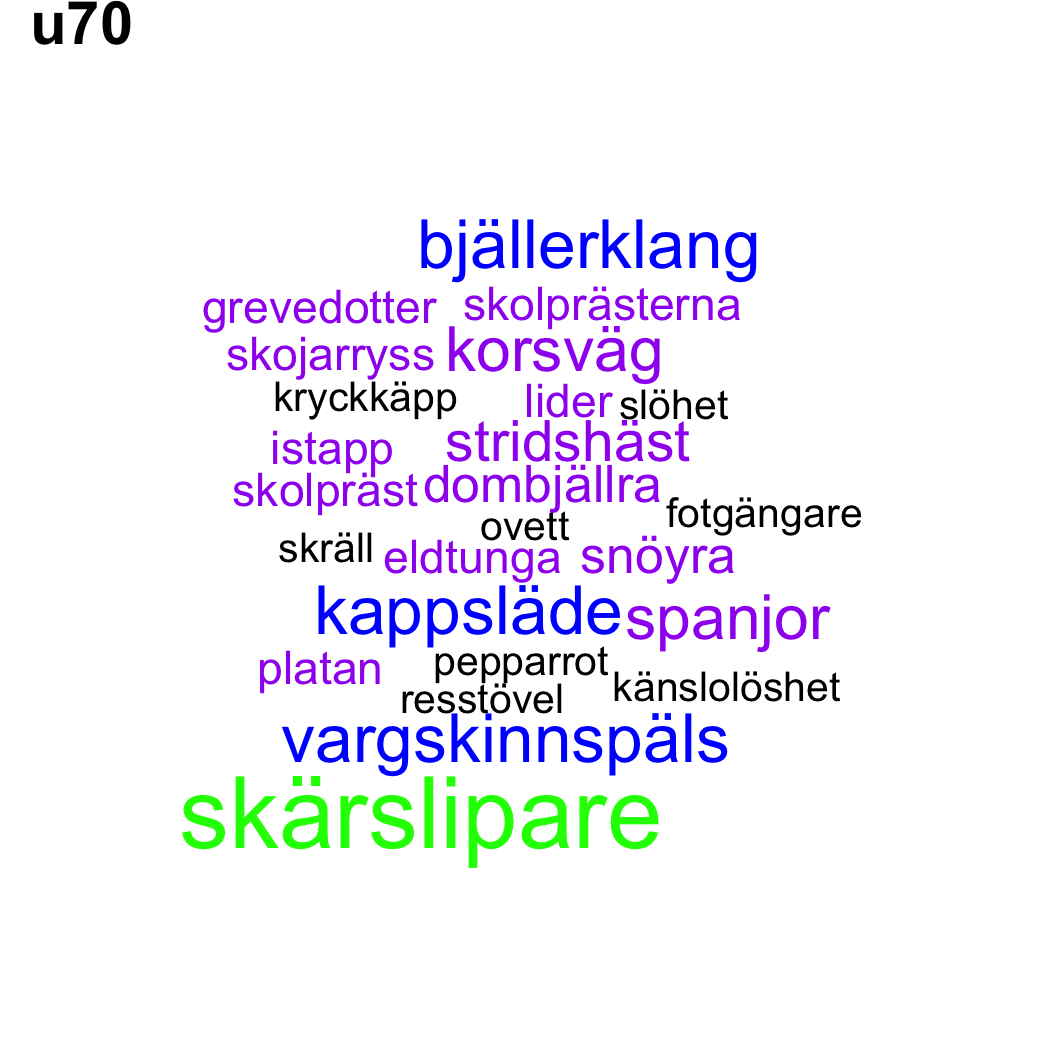 u70
bjällerklang
grevedotter skolprästerna
skojarryss korsväg
kryckkäpp lider slöhet
istapp stridshäst
skolpräst dombjällra
ovett fotgängare
skräll eldtunga snöyra
kappsläde spanjor
platan pepparrot
resstövel känslolöshet
vargskinnspäls
skärslipare